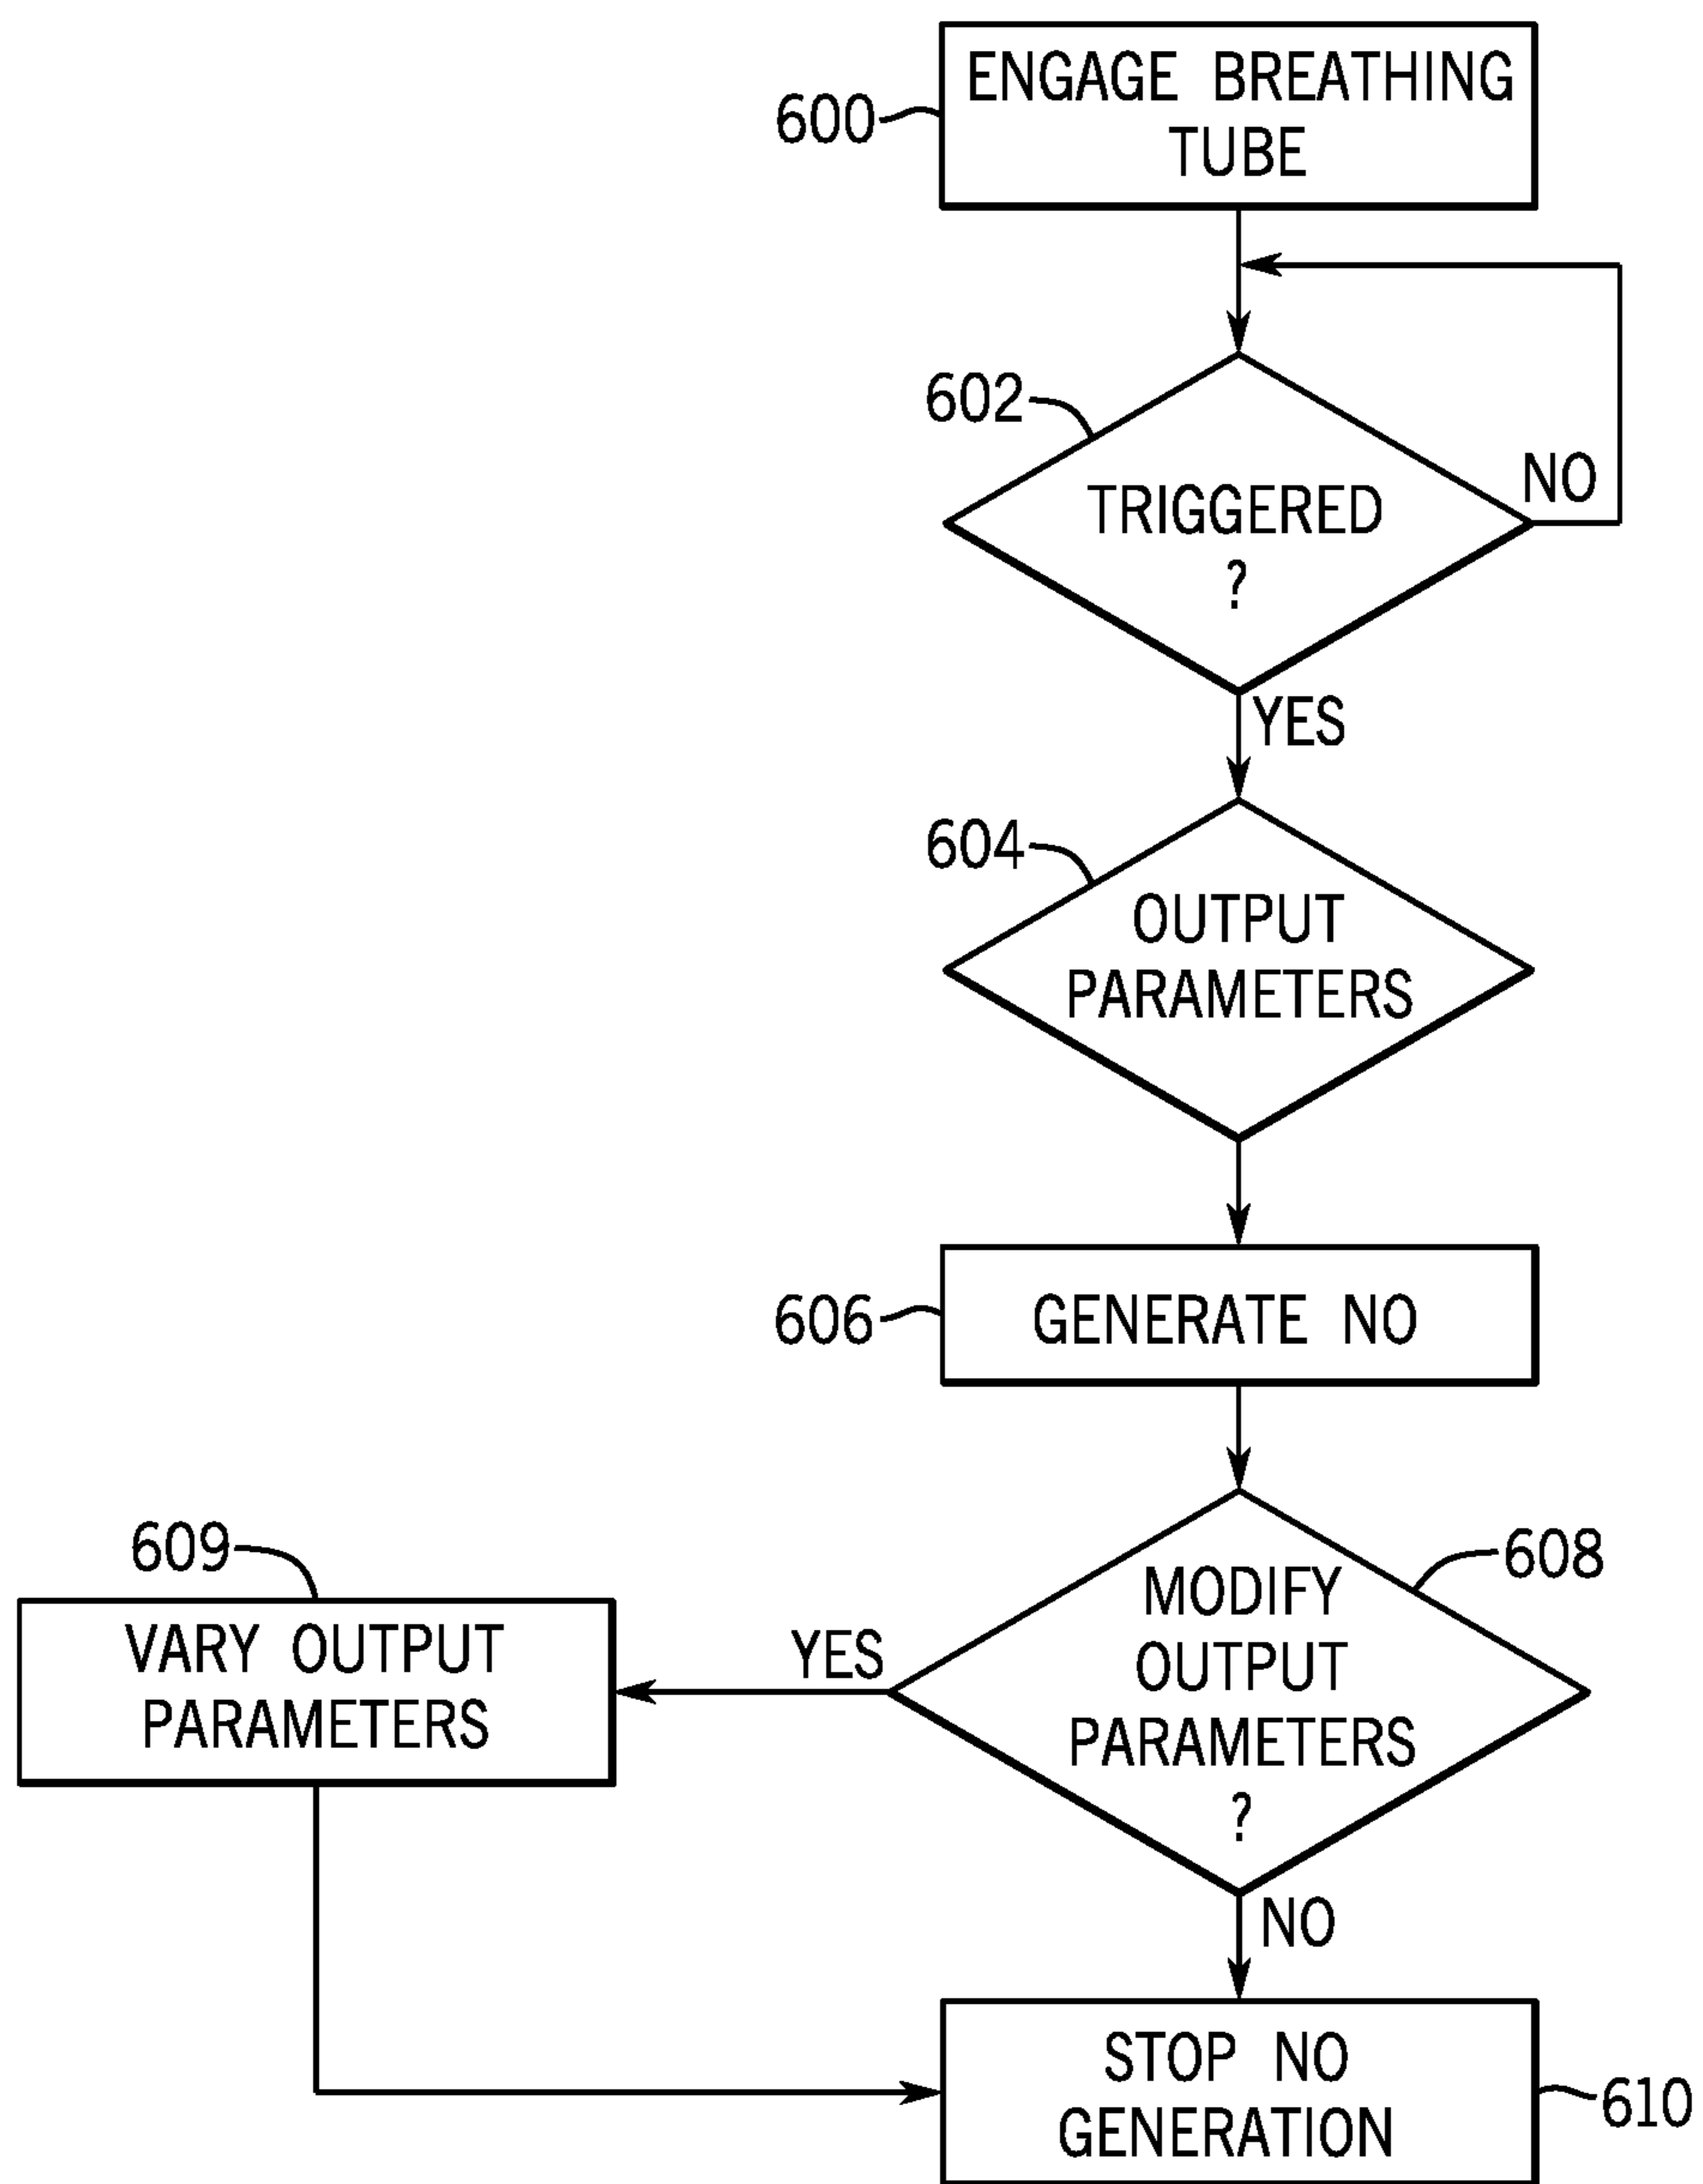 600
ENGAGE BREATHING
TUBE
602
TRIGGERED
?
NO
YES
604
OUTPUT
PARAMETERS
606
GENERATE NO
608
MODIFY
OUTPUT
PARAMETERS
?
YES
609
VARY OUTPUT
PARAMETERS
NO
STOP NO
GENERATION
610